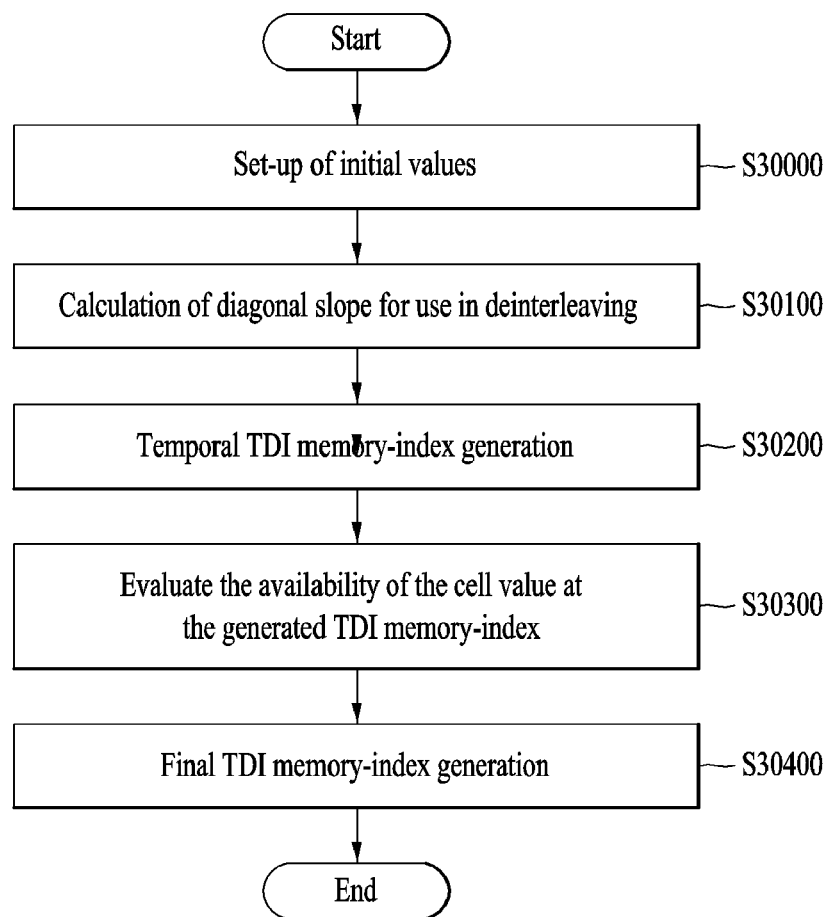 Start
Set-up of initial values
S30000
Calculation of diagonal slope for use in deinterleaving
S30100
Temporal TDI memory-index generation
S30200
Evaluate the availability of the cell value at
the generated TDI memory-index
S30300
Final TDI memory-index generation
S30400
End